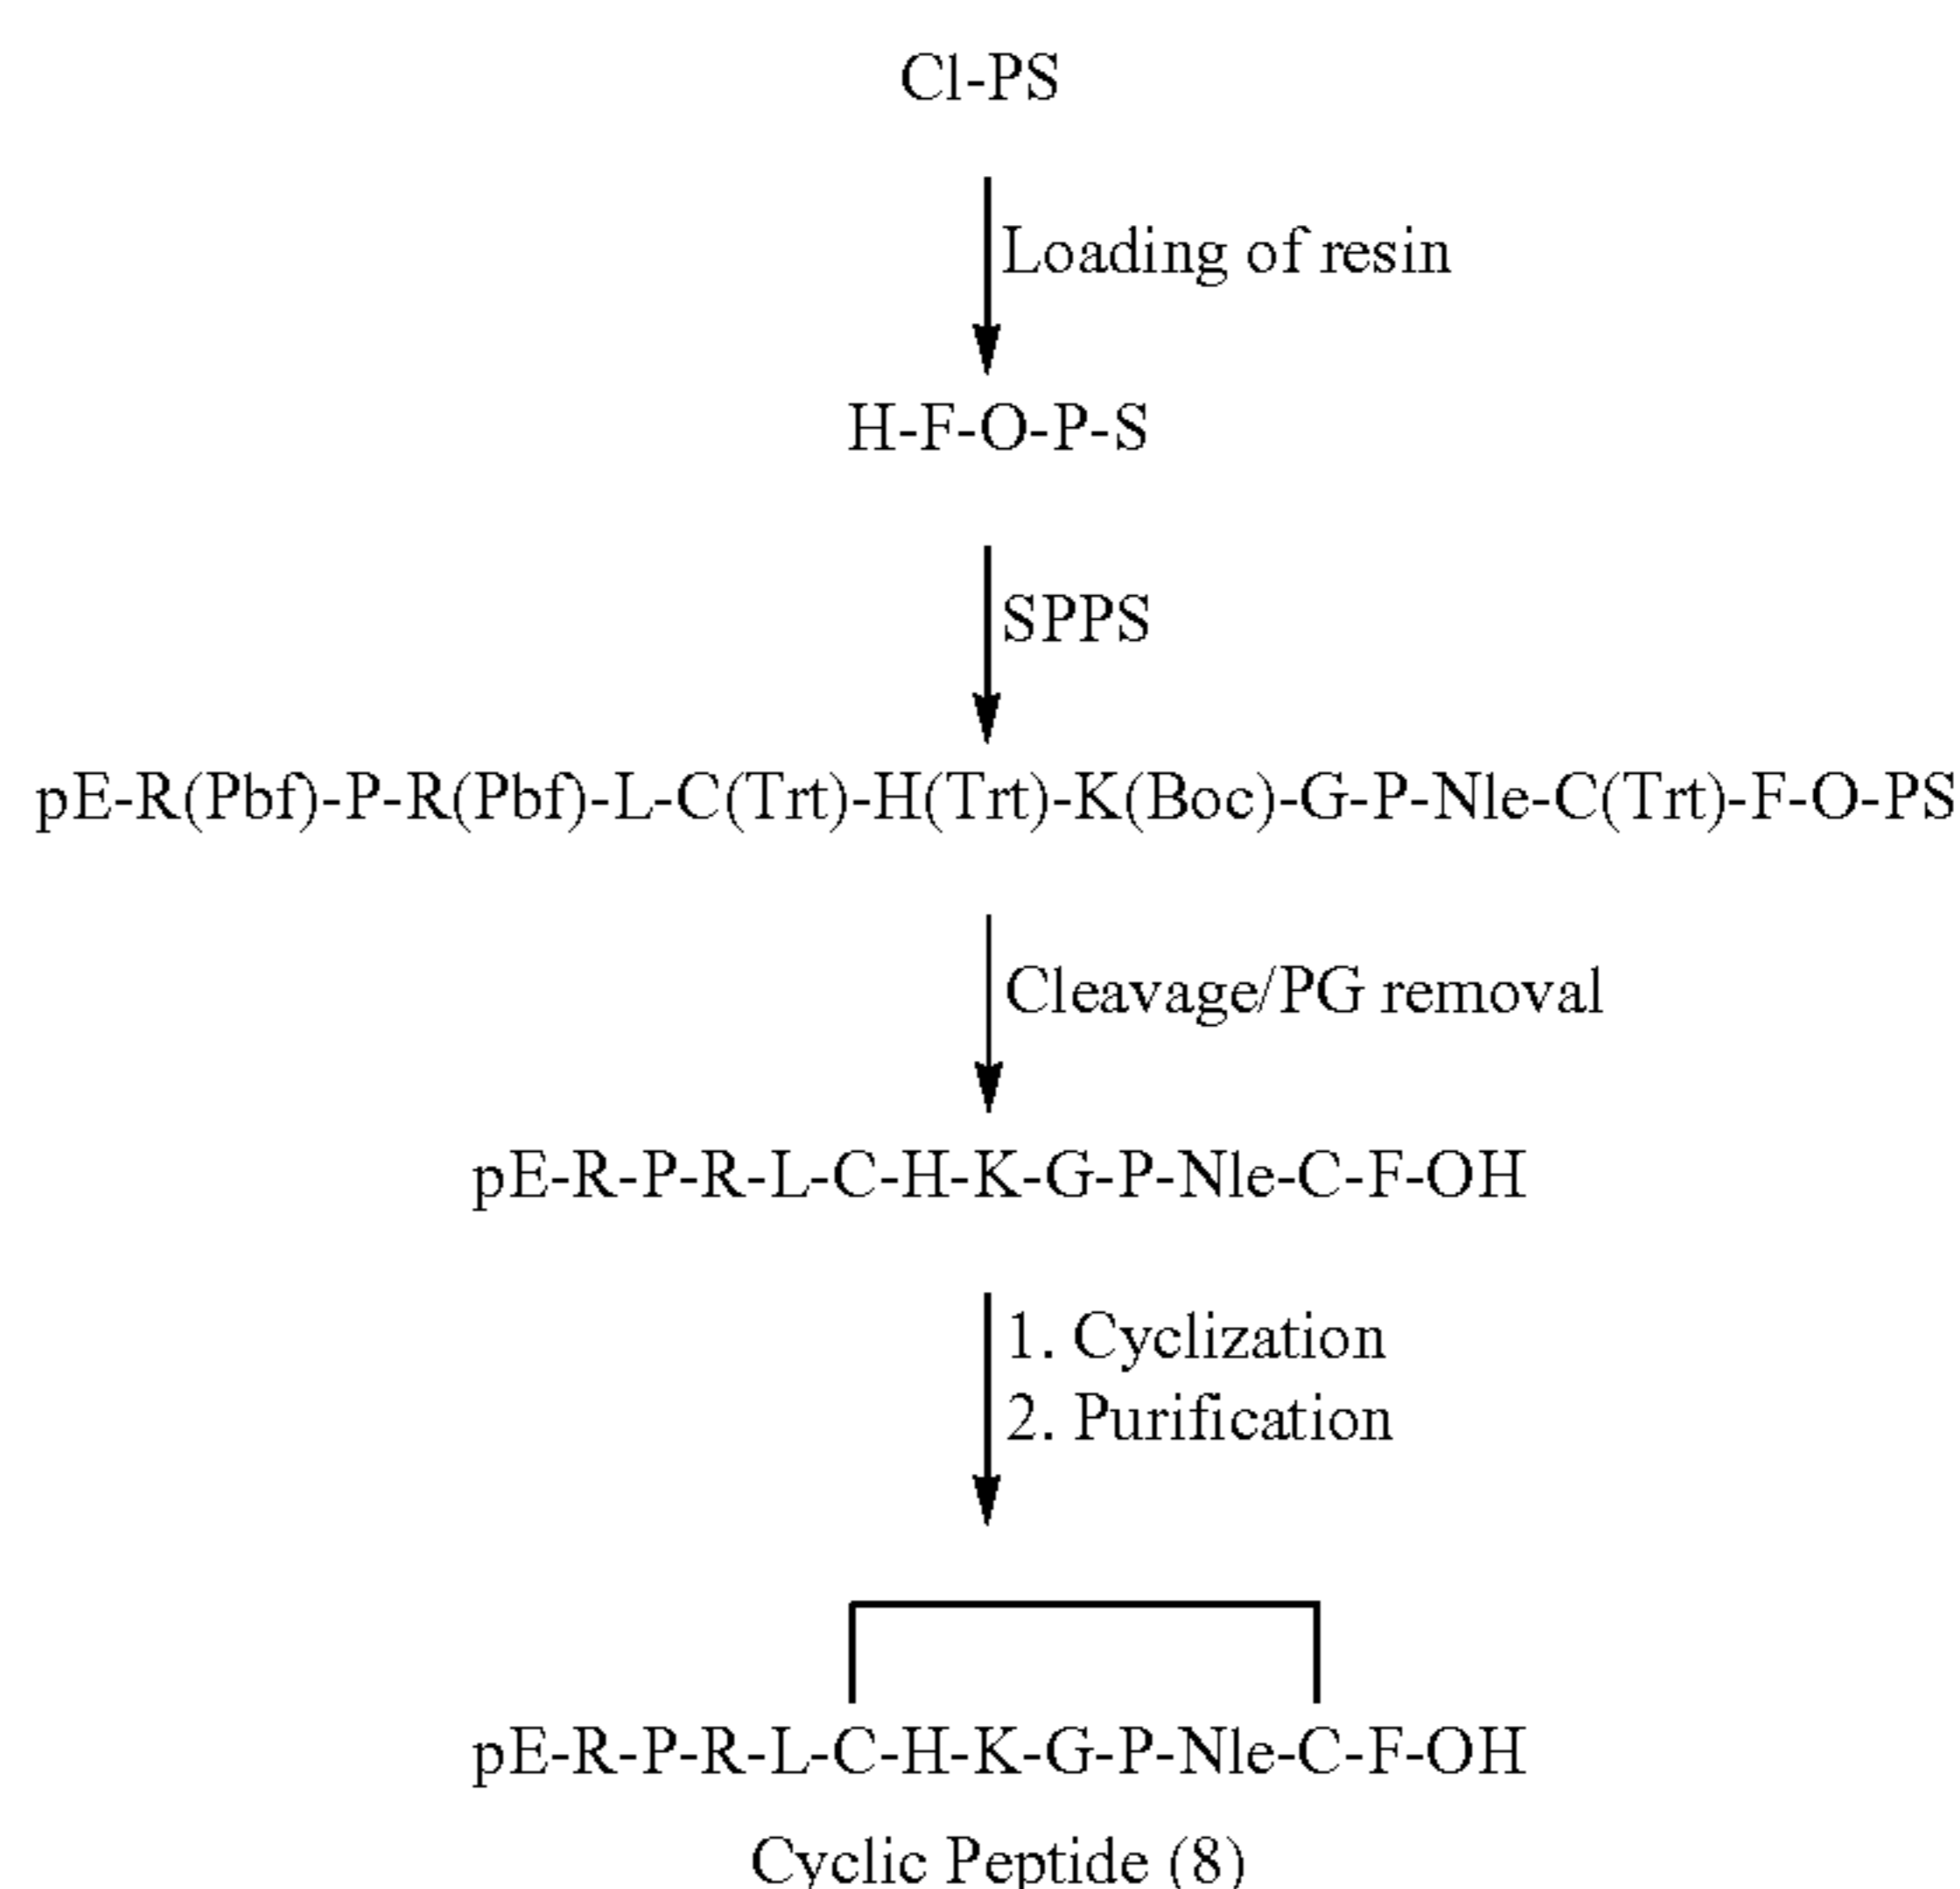 Cl-PS
Loading of resin
H-F-O-P-S
SPPS
pE-R(Pbf)-P-R(Pbf)-L-C(Trt)-H(Trt)-K(Boc)-G-P-Nle-C(Trt)-F-O-PS
Cleavage/PG removal
pE-R-P-R-L-C-H-K-G-P-Nle-C-F-OH
1. Cyclization
2. Purification
pE-R-P-R-L-C-H-K-G-P-Nle-C-F-OH
Cyclic Peptide (8)